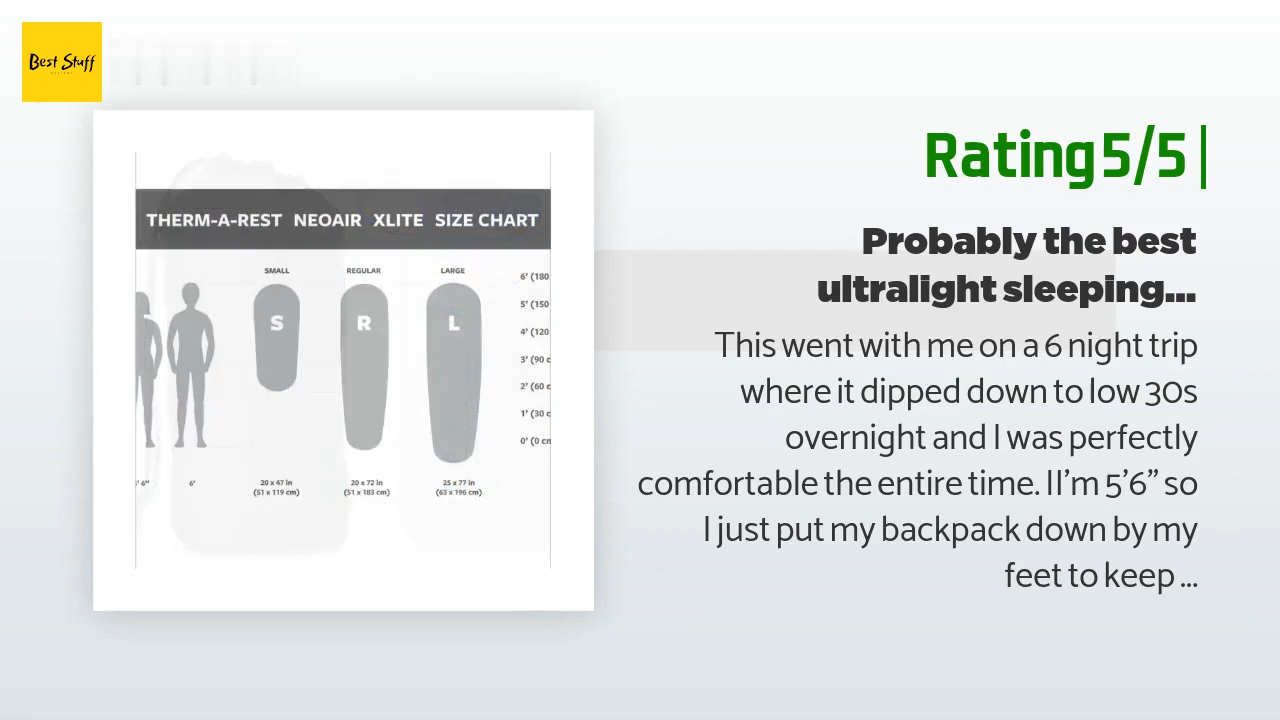 Best Stuff
THERM-A-REST NEOAIR XLITE SIZE CHART
SMALL
REGULAR
LARGE
S
R
L
6' (180
5' (150
4' (120
3' (90 c
2' (60 c
1' (30 c
0' (0 cm
' 6"
6'
20 x 47 in
(51 x 119 cm)
20 x 72 in
(51 x 183 cm)
25 x 77 in
(63 x 196 cm)
Rating 5/5 |
Probably the best
ultralight sleeping...
This went with me on a 6 night trip
where it dipped down to low 30s
overnight and I was perfectly
comfortable the entire time. II'm 5'6” so
I just put my backpack down by my
feet to keep ...